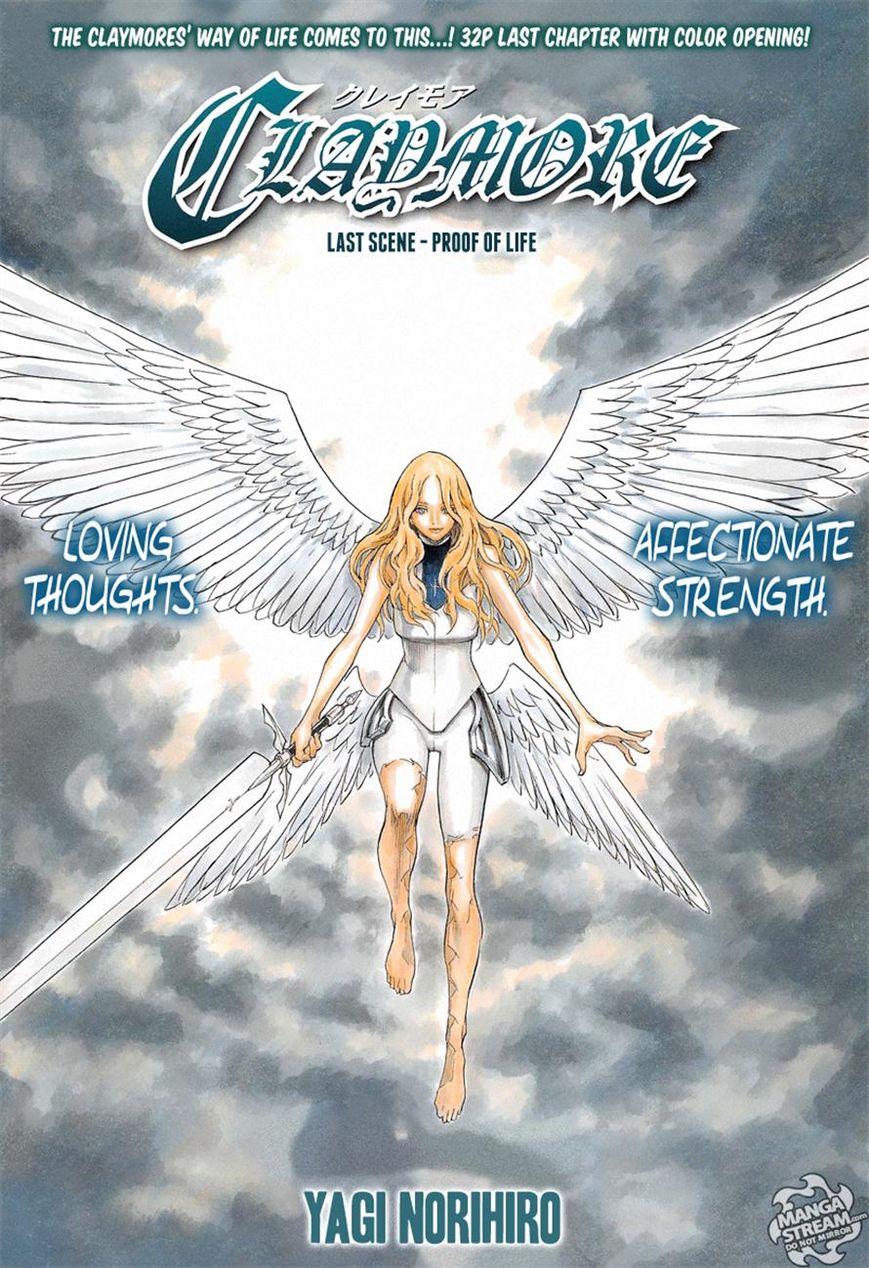 THE CLAYMORES' WAY OF LIFE COMES TO THIS...! 32P LAST CHAPTER WITH COLOR OPENING!
クレイモア
CLAYMORE
LAST SCENE - PROOF OF LIFE
LOVING
THOUGHTS.
AFFECTIONATE
STRENGTH.
YAGI NORIHIRO
MANGA
STREAM.com
DO NOT MIRROR